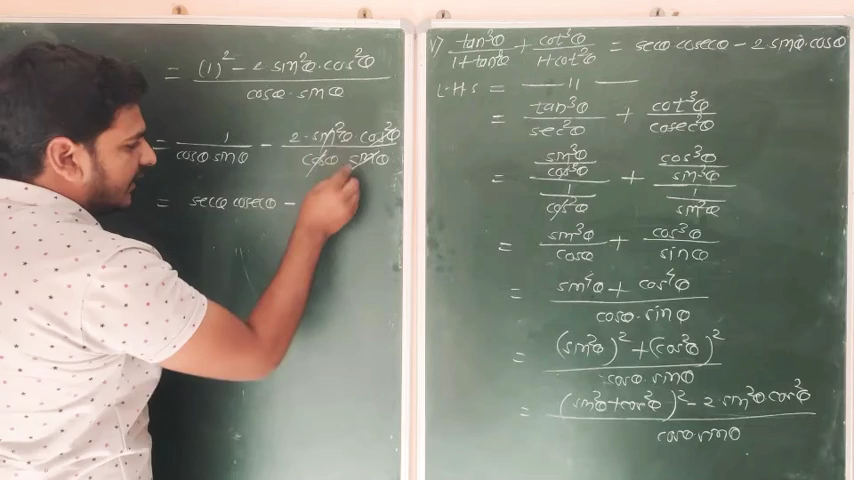 v) tan³θ/1+tan²θ + cot³θ/1+cot²θ = secθ cosecθ - 2·sinθ·cosθ
L·H·S = —— 11 ——
= tan³θ/sec²θ + cot³θ/cosec²θ
= (sin³θ/cos³θ)/(1/cos²θ) + (cos³θ/sin³θ)/(1/sin²θ)
= sin³θ/cosθ + cos³θ/sinθ
= sin⁴θ + cos⁴θ/cosθ·sinθ
= (sin²θ)² + (cos²θ)²/cosθ·sinθ
= (sin²θ+cos²θ)² - 2·sin²θ·cos²θ/cosθ·sinθ
= (1)² - 2·sin²θ·cos²θ/cosθ·sinθ
= 1/cosθ sinθ - 2·sin²θ·cos²θ/cosθ sinθ
= secθ cosecθ -